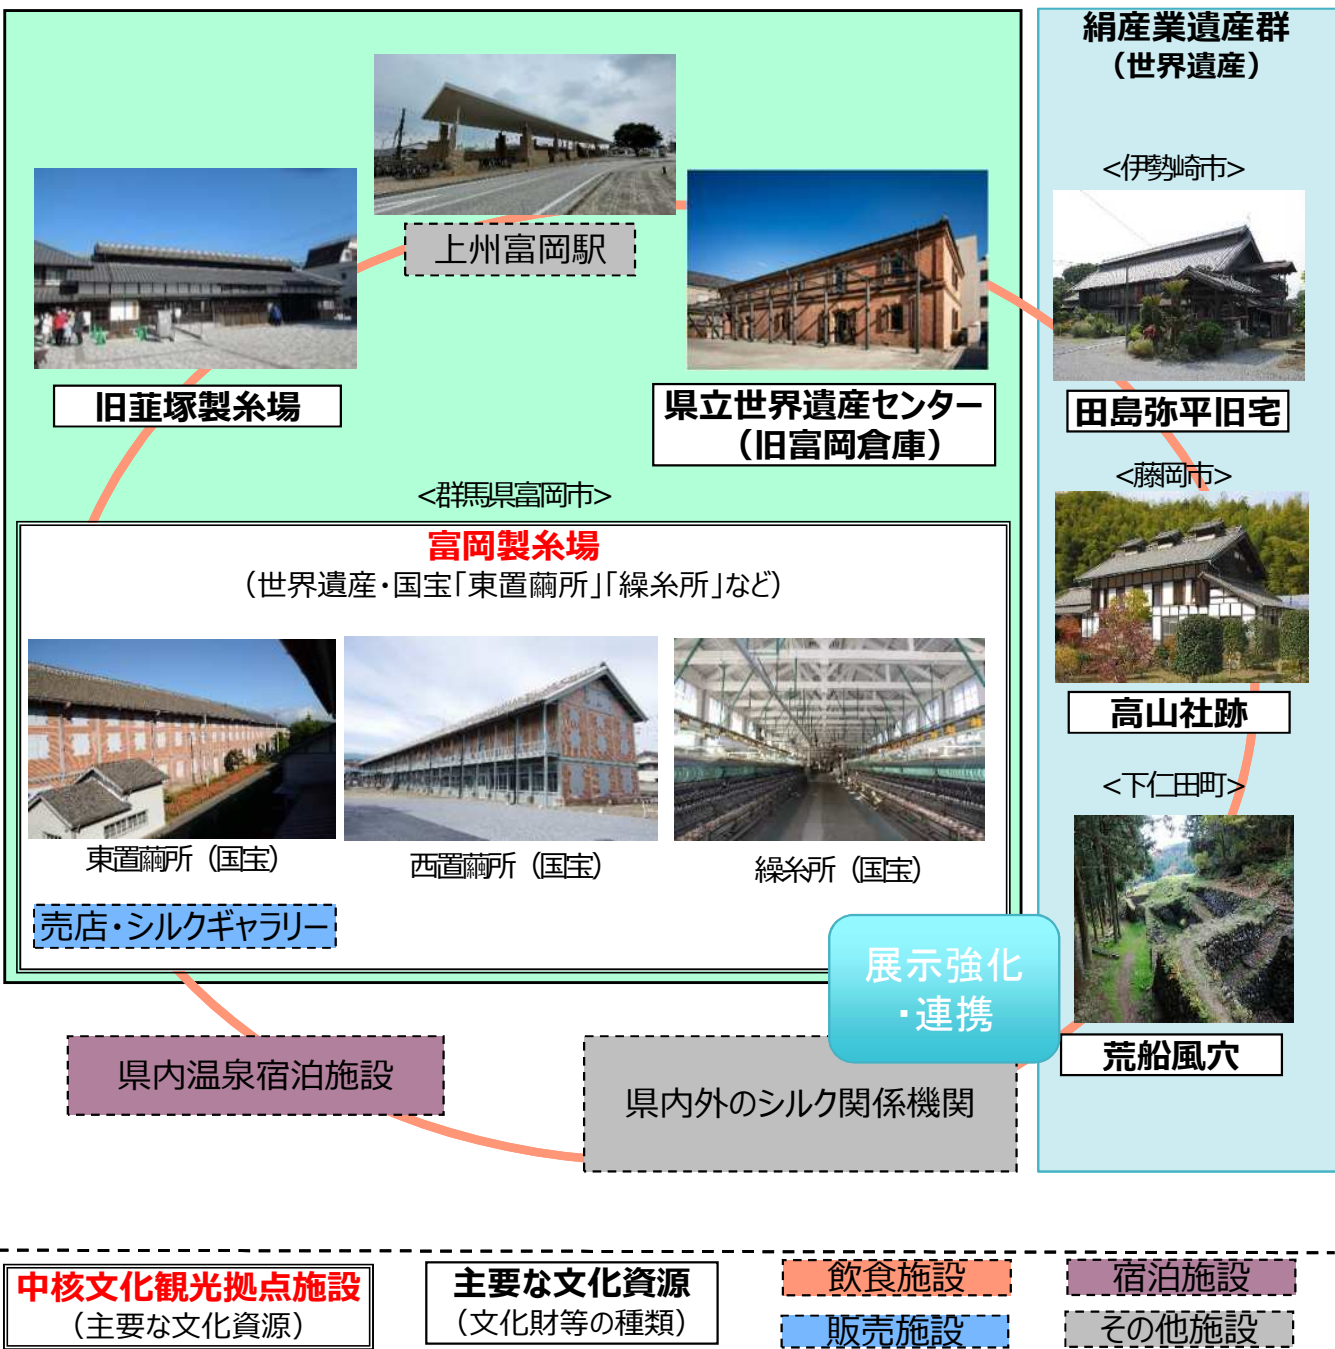 絹産業遺産群
（世界遺産）
<伊勢崎市>
上州富岡駅
旧韮塚製糸場
県立世界遺産センター
（旧富岡倉庫）
田島弥平旧宅
<藤岡市>
<群馬県富岡市>
富岡製糸場
（世界遺産・国宝「東置繭所」「繰糸所」など）
高山社跡
<下仁田町>
東置繭所（国宝）
西置繭所（国宝）
繰糸所（国宝）
売店・シルクギャラリー
展示強化
・連携
荒船風穴
県内温泉宿泊施設
県内外のシルク関係機関
中核文化観光拠点施設
（主要な文化資源）
主要な文化資源
（文化財等の種類）
飲食施設
宿泊施設
販売施設
その他施設